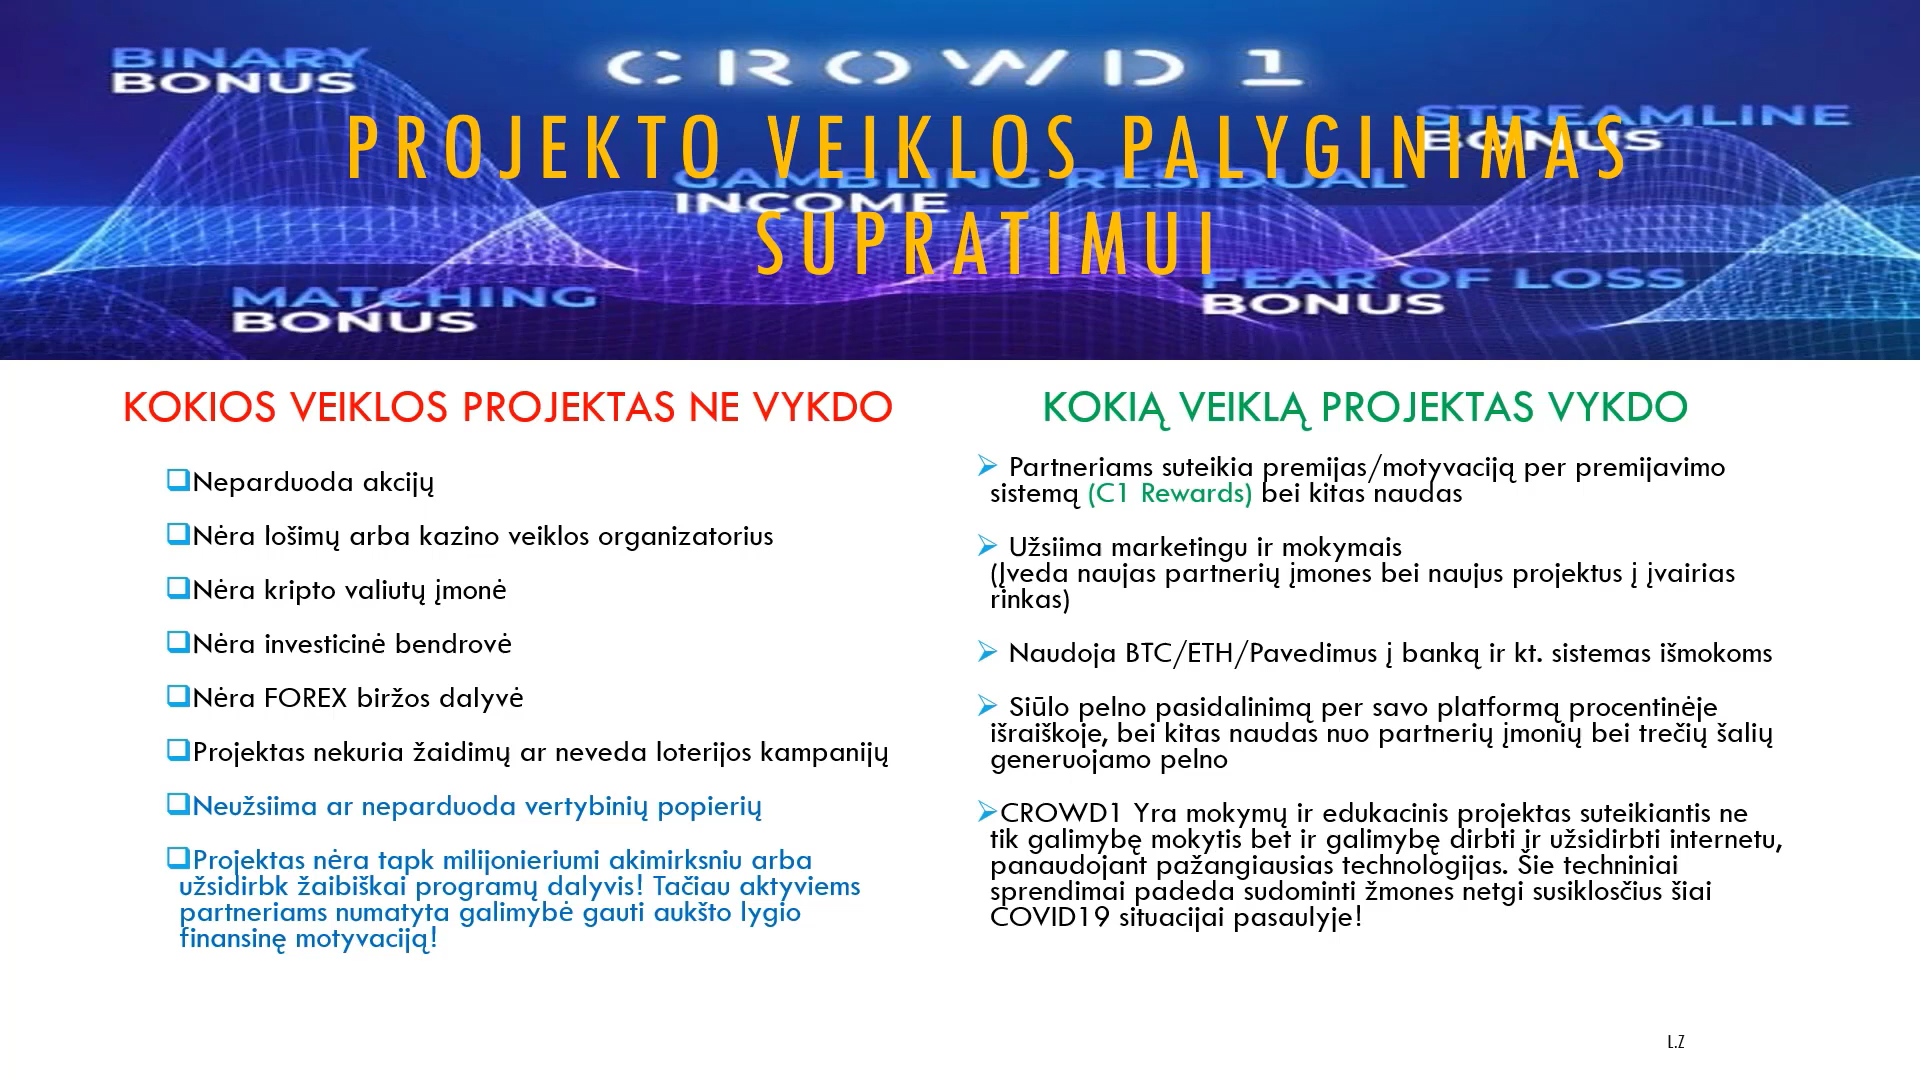 BINARY
BONUS
CROWD1
STREAMLINE
BONUS
PROJEKTO VEIKLOS PALYGINIMAS
GAMBLING RESIDUAL
INCOME
SUPRATIMUI
FEAR OF LOSS
BONUS
MATCHING
BONUS
KOKIOS VEIKLOS PROJEKTAS NE VYKDO
Neparduoda akcijų
Nėra lošimų arba kazino veiklos organizatorius
Nėra kripto valiutų įmonė
Nėra investicinė bendrovė
Nėra FOREX biržos dalyvė
Projektas nekuria žaidimų ar neveda loterijos kampanijų
Neužsiima ar neparduoda vertybinių popierių
Projektas nėra tapk milijonieriumi akimirksniu arba
užsidirbk žaibiškai programų dalyvis! Tačiau aktyviems
partneriams numatyta galimybė gauti aukšto lygio
finansinę motyvaciją!
KOKIĄ VEIKLĄ PROJEKTAS VYKDO
Partneriams suteikia premijas/motyvaciją per premijavimo
sistemą (C1 Rewards) bei kitas naudas
Užsiima marketingu ir mokymais
(Įveda naujas partnerių įmones bei naujus projektus į įvairias
rinkas)
Naudoja BTC/ETH/Pavedimus į banką ir kt. sistemas išmokoms
Siūlo pelno pasidalinimą per savo platformą procentinėje
išraiškoje, bei kitas naudas nuo partnerių įmonių bei trečių šalių
generuojamo pelno
CROWD1 Yra mokymų ir edukacinis projektas suteikiantis ne
tik galimybę mokytis bet ir galimybę dirbti ir užsidirbti internetu,
panaudojant pažangiausias technologijas. Šie techniniai
sprendimai padeda sudominti žmones netgi susiklosčius šiai
COVID19 situacijai pasaulyje!
L.Z